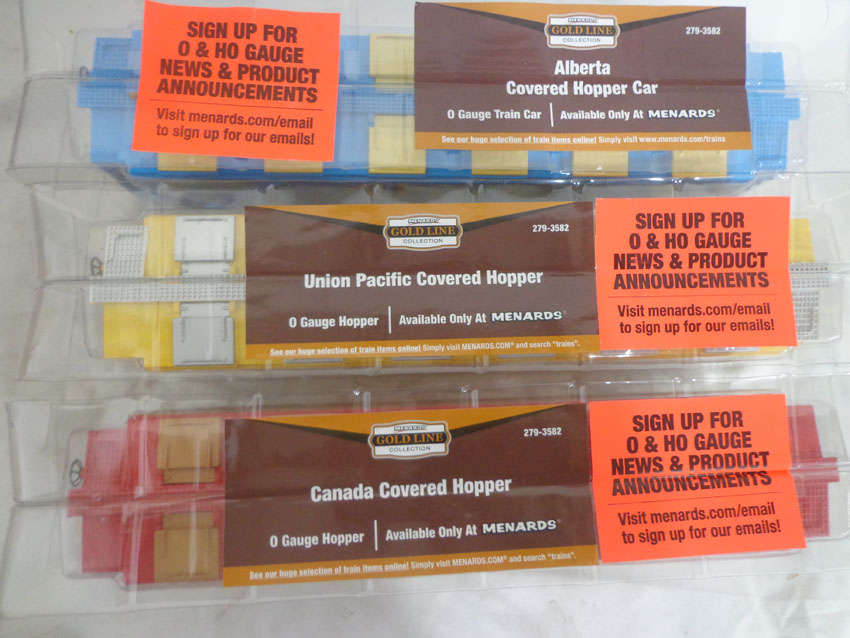 SIGN UP FOR
O & HO GAUGE
NEWS & PRODUCT
ANNOUNCEMENTS
Visit menards.com/email
to sign up for our emails!
MENARDS®
GOLD LINE
COLLECTION
279-3582
Alberta
Covered Hopper Car
O Gauge Train Car | Available Only At MENARDS®
See our huge selection of train items online! Simply visit www.menards.com/trains
MENARDS®
GOLD LINE
COLLECTION
279-3582
Union Pacific Covered Hopper
O Gauge Hopper | Available Only At MENARDS®
See our huge selection of train items online! Simply visit MENARDS.COM® and search "trains".
SIGN UP FOR
O & HO GAUGE
NEWS & PRODUCT
ANNOUNCEMENTS
Visit menards.com/email
to sign up for our emails!
MENARDS®
GOLD LINE
COLLECTION
279-3582
Canada Covered Hopper
O Gauge Hopper | Available Only At MENARDS®
See our huge selection of train items online! Simply visit MENARDS.COM® and search "trains".
SIGN UP FOR
O & HO GAUGE
NEWS & PRODUCT
ANNOUNCEMENTS
Visit menards.com/email
to sign up for our emails!